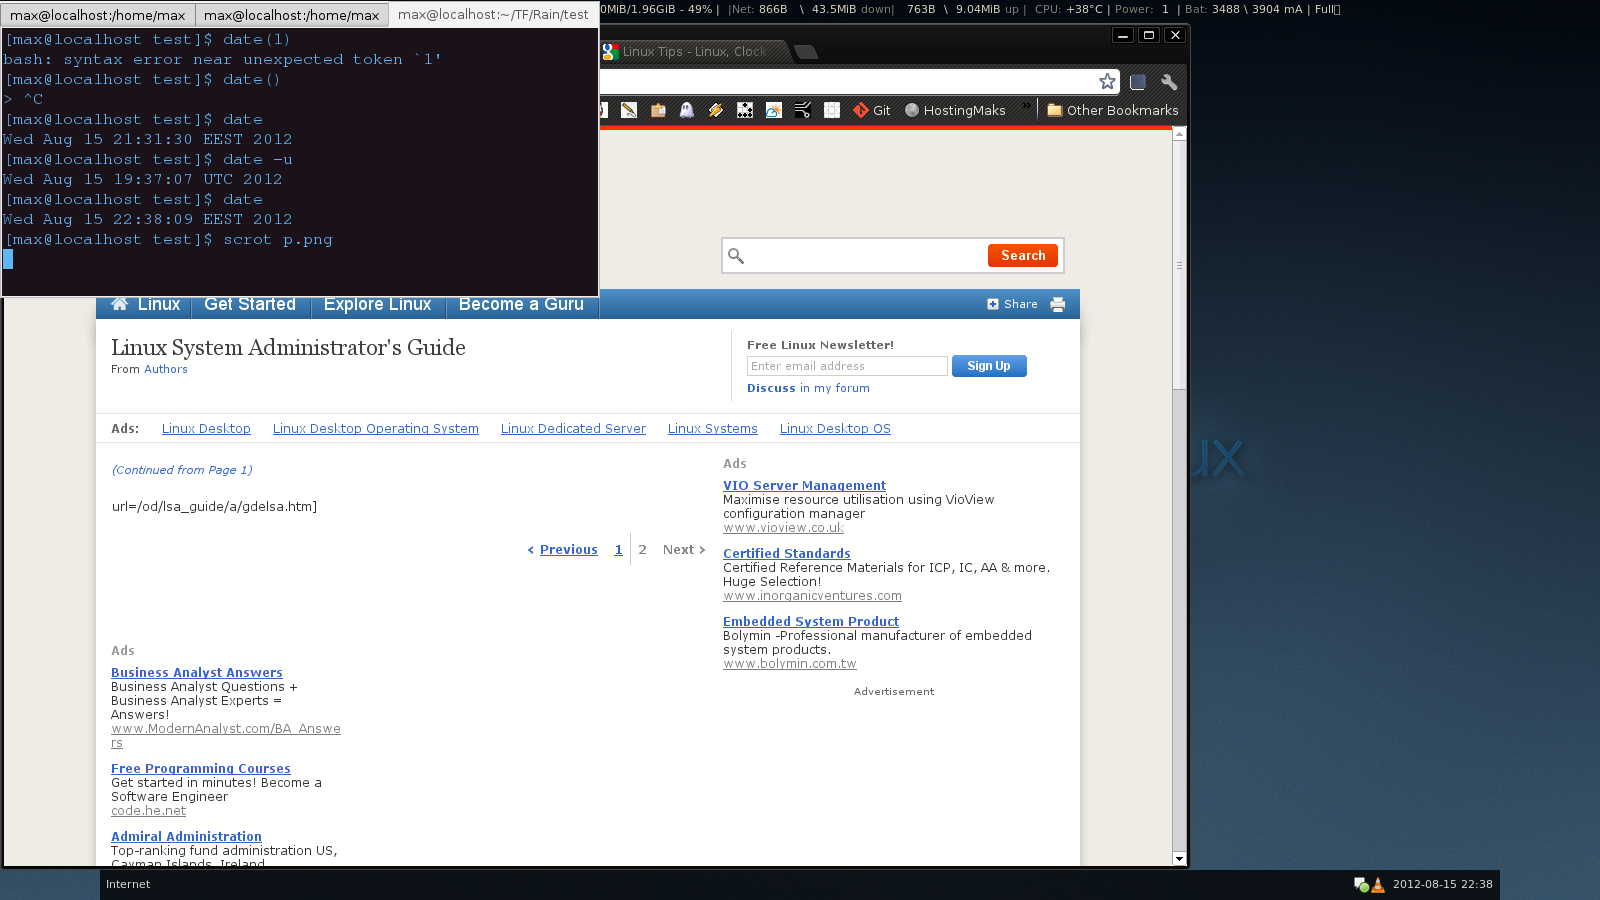 max@localhost:/home/max max@localhost:/home/max max@localhost:~/TF/Rain/test
0MiB/1.96GiB - 49% | |Net: 866B \ 43.5MiB down| 763B \ 9.04MiB up | CPU: +38°C | Power: 1 | Bat: 3488 \ 3904 mA | Full
[max@localhost test]$ date(1)
bash: syntax error near unexpected token `1'
[max@localhost test]$ date()
> ^C
[max@localhost test]$ date
Wed Aug 15 21:31:30 EEST 2012
[max@localhost test]$ date -u
Wed Aug 15 19:37:07 UTC 2012
[max@localhost test]$ date
Wed Aug 15 22:38:09 EEST 2012
[max@localhost test]$ scrot p.png
Linux Tips - Linux, Clock
Git HostingMaks » Other Bookmarks
Search
Linux Get Started Explore Linux Become a Guru Share
Linux System Administrator's Guide
From Authors
Free Linux Newsletter!
Enter email address Sign Up
Discuss in my forum
Ads: Linux Desktop Linux Desktop Operating System Linux Dedicated Server Linux Systems Linux Desktop OS
(Continued from Page 1)
url=/od/lsa_guide/a/gdelsa.htm]
‹ Previous 1 2 Next ›
Ads
VIO Server Management
Maximise resource utilisation using VioView
configuration manager
www.vioview.co.uk
Certified Standards
Certified Reference Materials for ICP, IC, AA & more.
Huge Selection!
www.inorganicventures.com
Embedded System Product
Bolymin -Professional manufacturer of embedded
system products.
www.bolymin.com.tw
Advertisement
Ads
Business Analyst Answers
Business Analyst Questions +
Business Analyst Experts =
Answers!
www.ModernAnalyst.com/BA_Answe
rs
Free Programming Courses
Get started in minutes! Become a
Software Engineer
code.he.net
Admiral Administration
Top-ranking fund administration US,
Cayman Islands, Ireland
ux
Internet
2012-08-15 22:38